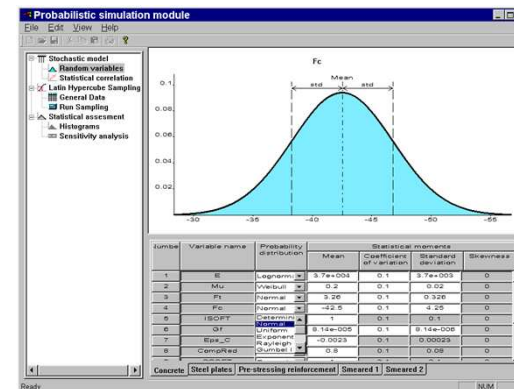 Probabilistic simulation module
File Edit View Help
Stochastic model
Random variables
Statistical correlation
Latin Hypercube Sampling
General Data
Run Sampling
Statistical assesment
Histograms
Sensitivity analysis
Fc
Mean
std std
0.1
0.08
0.06
0.04
0.02
-30 -35 -40 -45 -50 -55
Numbe Variable name Probability distribution Statistical moments
Mean Coefficient of variation Standard deviation Skewness
1 E Lognorm: 3.7e+004 0.1 3.7e+003 0
2 Mu Weibull 0.2 0.1 0.02 0
3 Ft Normal 3.26 0.1 0.326 0
4 Fc Normal -42.5 0.1 4.25 0
5 ISOFT Determini 1 0.1 0.1 0
Normal
6 Gf Uniform 8.14e-005 0.1 8.14e-006 0
Exponent
7 Eps_C Rayleigh -0.0023 0.1 0.00023 0
8 CompRed Gumbel I 0.8 0.1 0.08 0
Concrete Steel plates Pre-stressing reinforcement Smeared 1 Smeared 2
Ready NUM